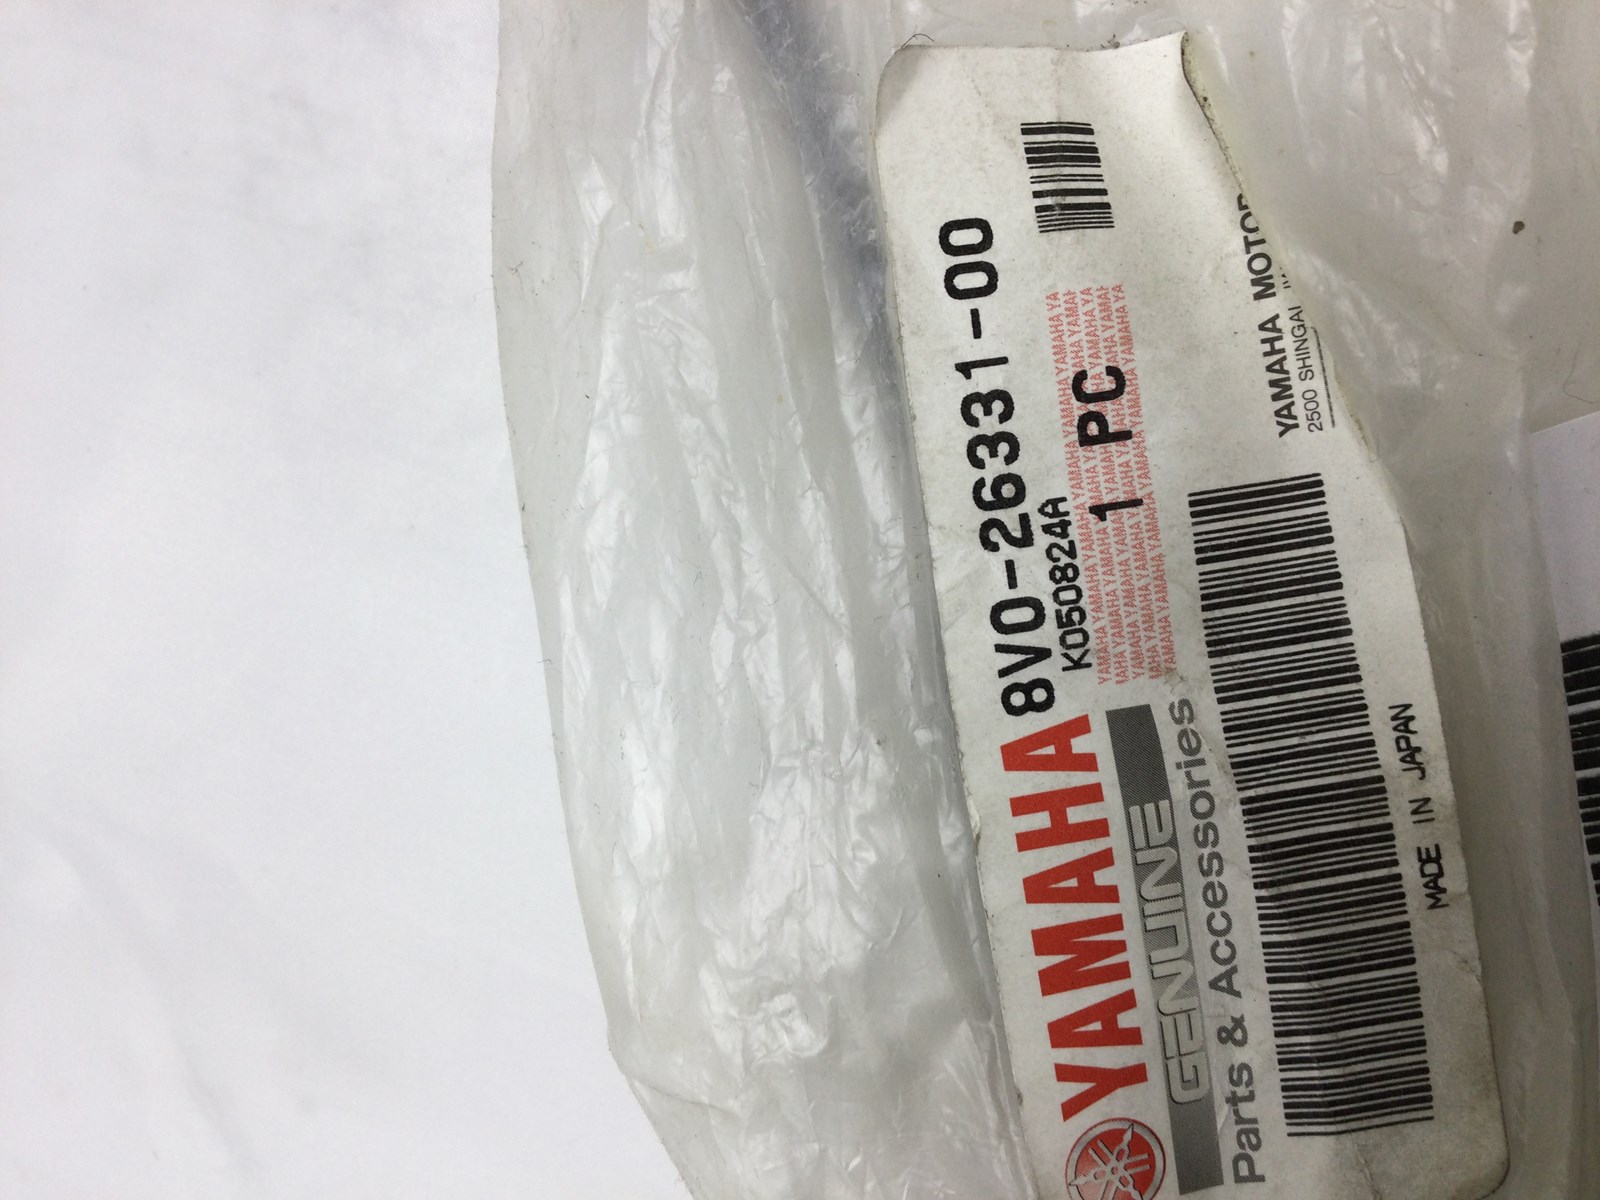 YAMAHA 8V0-26331-00
K050824A
GENUINE 1 PC
Parts & Accessories
YAMAHA MOTOR
2500 SHINGAI
MADE IN JAPAN